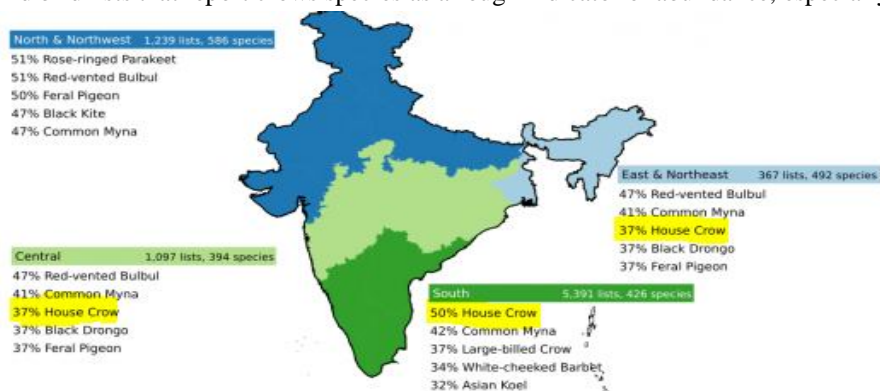 North & Northwest 1,239 lists, 586 species
51% Rose-ringed Parakeet
51% Red-vented Bulbul
50% Feral Pigeon
47% Black Kite
47% Common Myna
East & Northeast 367 lists, 492 species
47% Red-vented Bulbul
41% Common Myna
37% House Crow
37% Black Drongo
37% Feral Pigeon
Central 1,097 lists, 394 species
47% Red-vented Bulbul
41% Common Myna
37% House Crow
37% Black Drongo
37% Feral Pigeon
South 5,391 lists, 426 species
50% House Crow
42% Common Myna
37% Large-billed Crow
34% White-cheeked Barbet
32% Asian Koel